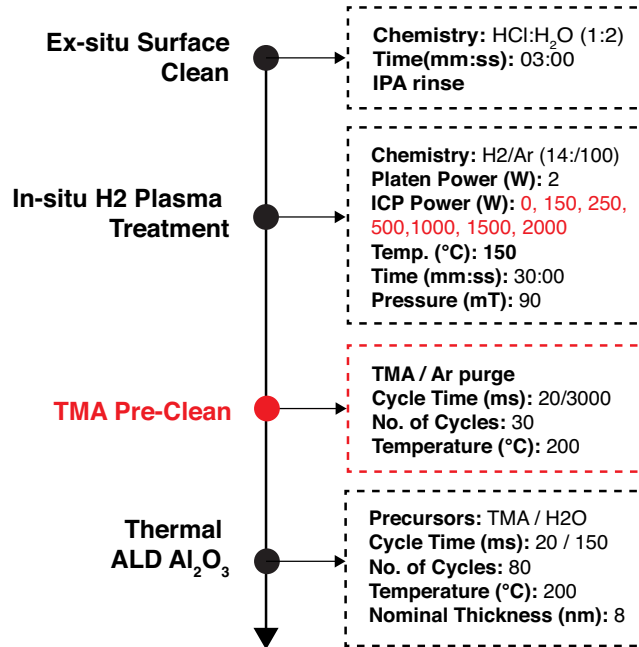 Ex-situ Surface
Clean
Chemistry: HCl:H₂O (1:2)
Time(mm:ss): 03:00
IPA rinse
In-situ H2 Plasma
Treatment
Chemistry: H2/Ar (14:/100)
Platen Power (W): 2
ICP Power (W): 0, 150, 250,
500,1000, 1500, 2000
Temp. (°C): 150
Time (mm:ss): 30:00
Pressure (mT): 90
TMA Pre-Clean
TMA / Ar purge
Cycle Time (ms): 20/3000
No. of Cycles: 30
Temperature (°C): 200
Thermal
ALD Al₂O₃
Precursors: TMA / H2O
Cycle Time (ms): 20 / 150
No. of Cycles: 80
Temperature (°C): 200
Nominal Thickness (nm): 8